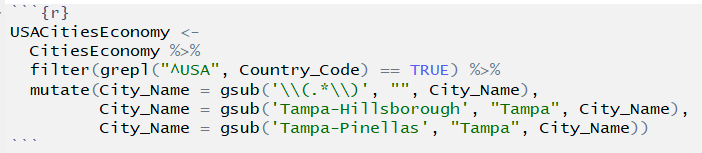 ```{r}
USACitiesEconomy <-
  CitiesEconomy %>%
  filter(grepl("^USA", Country_Code) == TRUE) %>%
  mutate(City_Name = gsub('\\(.*\\)', "", City_Name),
         City_Name = gsub('Tampa-Hillsborough', "Tampa", City_Name),
         City_Name = gsub('Tampa-Pinellas', "Tampa", City_Name))
```